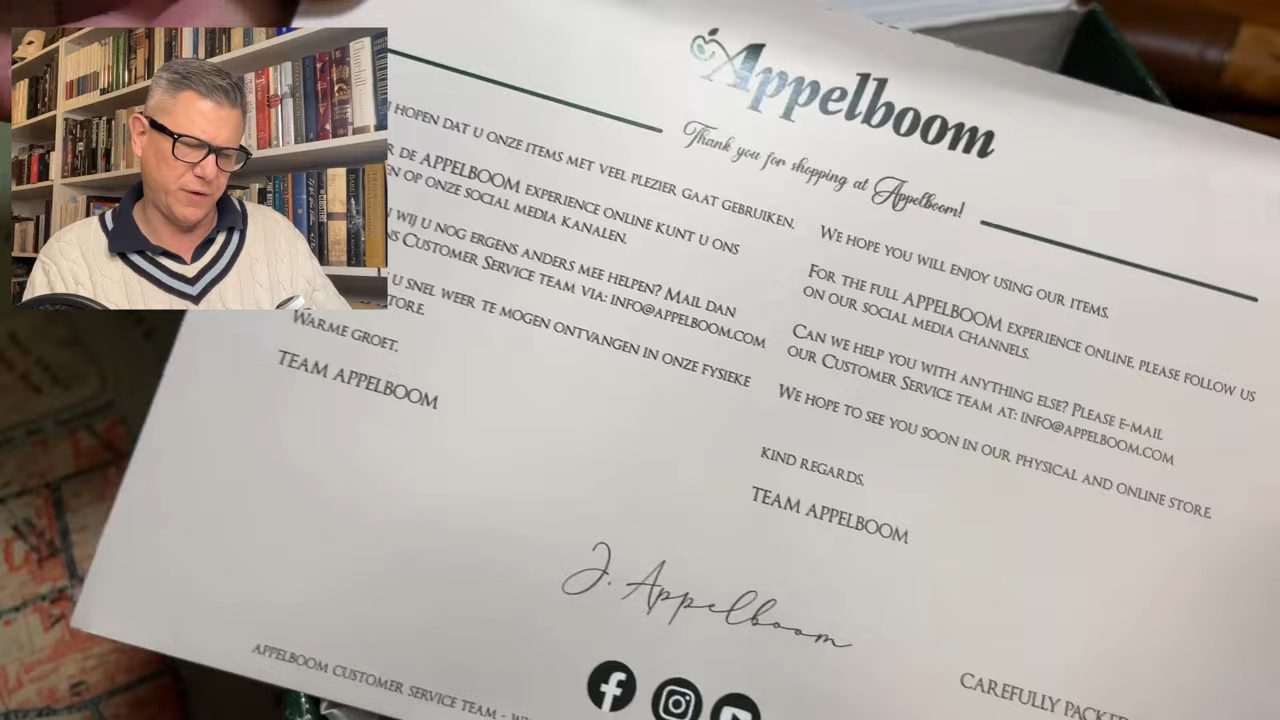 Appelboom
Thank you for shopping at Appelboom!
HOPEN DAT U ONZE ITEMS MET VEEL PLEZIER GAAT GEBRUIKEN.
DE APPELBOOM EXPERIENCE ONLINE KUNT U ONS
OP ONZE SOCIAL MEDIA KANALEN.
WIJ U NOG ERGENS ANDERS MEE HELPEN? MAIL DAN
CUSTOMER SERVICE TEAM VIA: INFO@APPELBOOM.COM
U SNEL WEER TE MOGEN ONTVANGEN IN ONZE FYSIEKE
WARME GROET,
TEAM APPELBOOM
WE HOPE YOU WILL ENJOY USING OUR ITEMS.
FOR THE FULL APPELBOOM EXPERIENCE ONLINE, PLEASE FOLLOW US
ON OUR SOCIAL MEDIA CHANNELS.
CAN WE HELP YOU WITH ANYTHING ELSE? PLEASE E-MAIL
OUR CUSTOMER SERVICE TEAM AT: INFO@APPELBOOM.COM
WE HOPE TO SEE YOU SOON IN OUR PHYSICAL AND ONLINE STORE.
KIND REGARDS,
TEAM APPELBOOM
J. Appelboom
APPELBOOM CUSTOMER SERVICE TEAM -
CAREFULLY